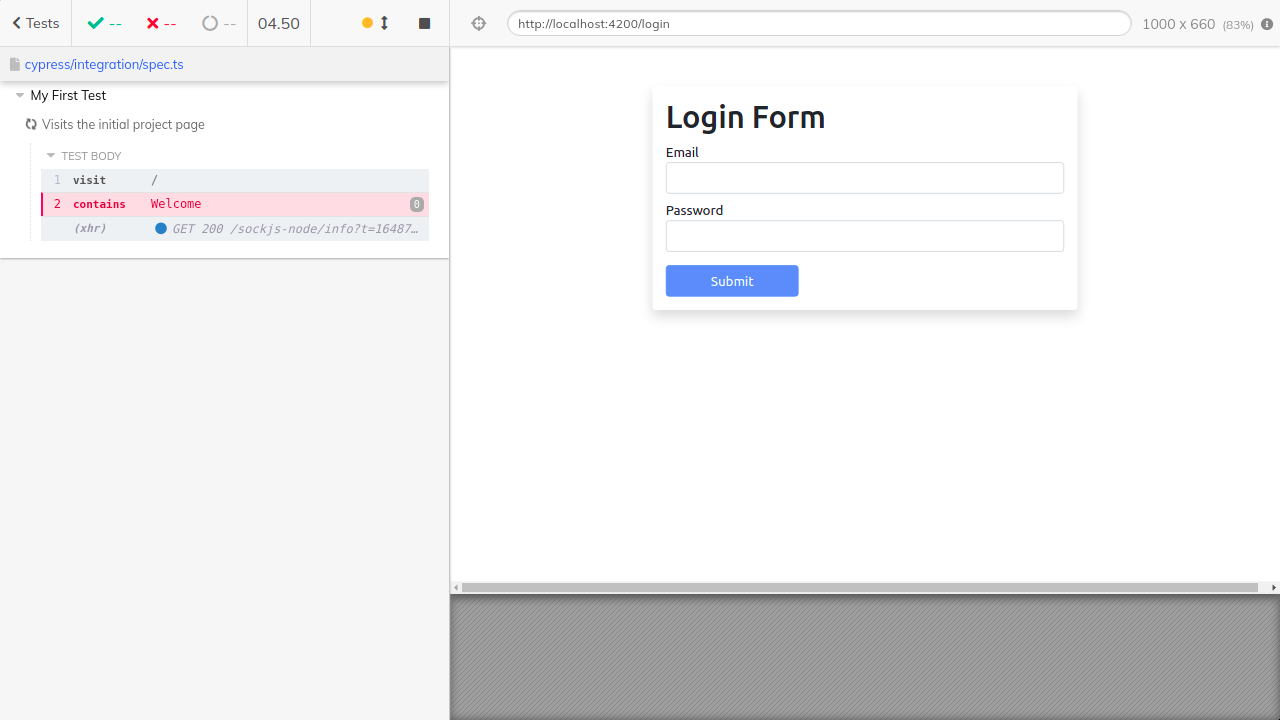 Tests -- -- -- 04.50
http://localhost:4200/login 1000 x 660 (83%)
cypress/integration/spec.ts
My First Test
Visits the initial project page
TEST BODY
1 visit /
2 contains Welcome 0
(xhr) GET 200 /sockjs-node/info?t=16487…
Login Form
Email
Password
Submit